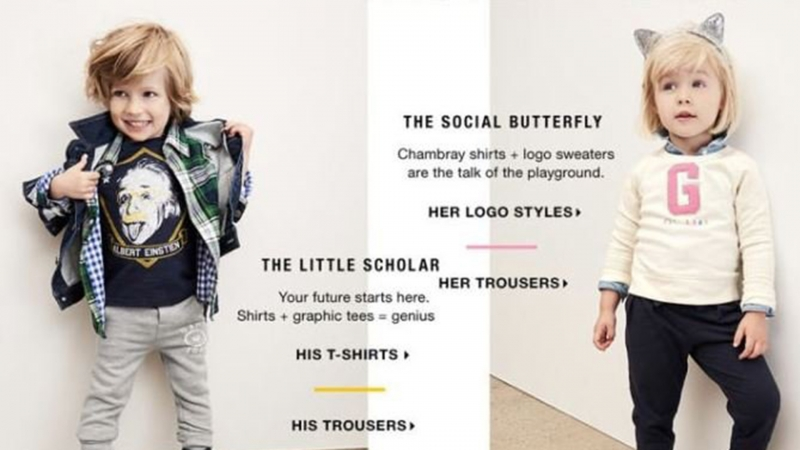 ALBERT
THE LITTLE SCHOLAR
Your future starts here.
Shirts + graphic tees = genius
HIS T-SHIRTS
HIS TROUSERS
THE SOCIAL BUTTERFLY
Chambray shirts + logo sweaters
are the talk of the playground.
HER LOGO STYLES
HER TROUSERS
G